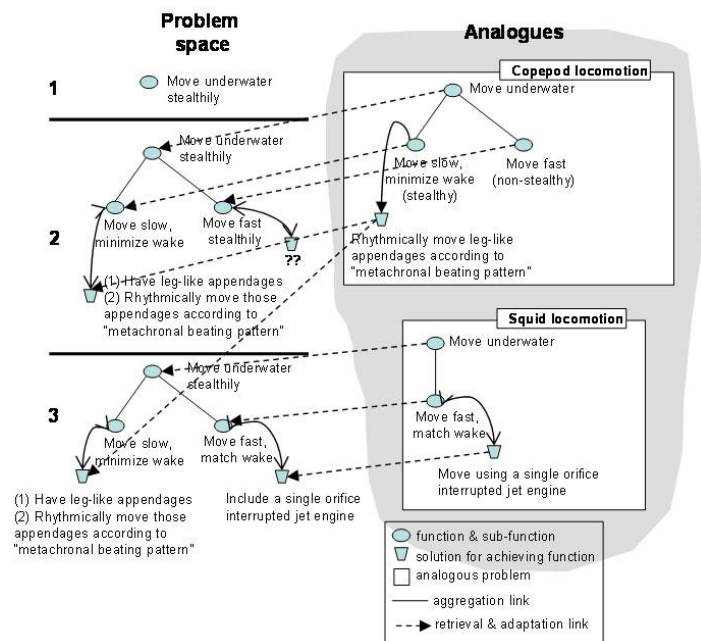 Problem
space
Analogues
1
Move underwater
stealthily
Copepod locomotion
Move underwater
Move slow,
minimize wake
(stealthy)
Move fast
(non-stealthy)
Rhythmically move leg-like
appendages according to
"metachronal beating pattern"
2
Move underwater
stealthily
Move slow,
minimize wake
Move fast
stealthily
??
(1) Have leg-like appendages
(2) Rhythmically move those
appendages according to
"metachronal beating pattern"
Squid locomotion
Move underwater
Move fast,
match wake
Move using a single orifice
interrupted jet engine
3
Move underwater
stealthily
Move slow,
minimize wake
Move fast,
match wake
(1) Have leg-like appendages
(2) Rhythmically move those
appendages according to
"metachronal beating pattern"
Include a single orifice
interrupted jet engine
function & sub-function
solution for achieving function
analogous problem
aggregation link
retrieval & adaptation link